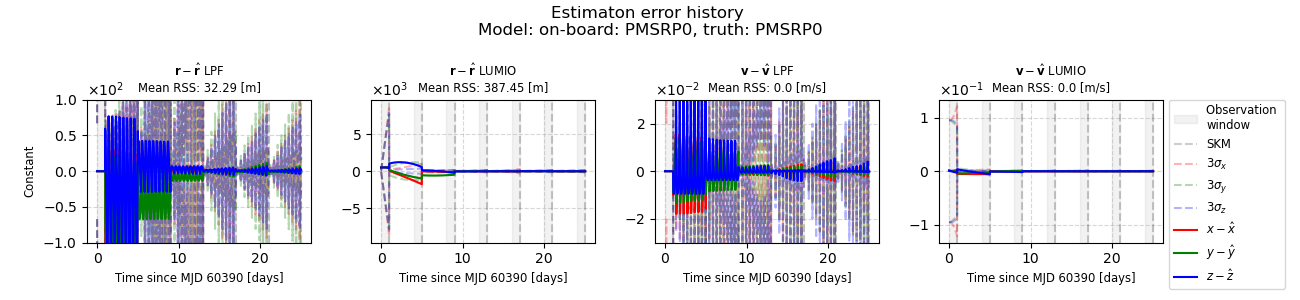 Estimaton error history
Model: on-board: PMSRP0, truth: PMSRP0
r − r̂ LPF
Mean RSS: 32.29 [m]
×10²
1.0
0.5
0.0
−0.5
−1.0
Constant
0
10
20
Time since MJD 60390 [days]
r − r̂ LUMIO
Mean RSS: 387.45 [m]
×10³
5
0
−5
0
20
Time since MJD 60390 [days]
v − v̂ LPF
Mean RSS: 0.0 [m/s]
×10⁻²
2
0
−2
0
10
20
Time since MJD 60390 [days]
v − v̂ LUMIO
Mean RSS: 0.0 [m/s]
×10⁻¹
1
0
−1
0
20
Time since MJD 60390 [days]
Observation
window
SKM
3σx
3σy
3σz
x − x̂
y − ŷ
z − ẑ